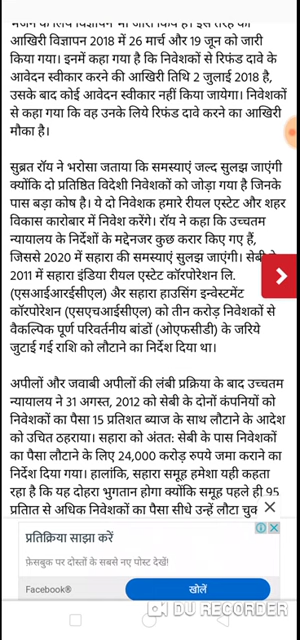 आखिरी विज्ञापन 2018 में 26 मार्च और 19 जून को जारी
किया गया। इनमें कहा गया है कि निवेशकों से रिफंड दावे के
आवेदन स्वीकार करने की आखिरी तिथि 2 जुलाई 2018 है,
उसके बाद कोई आवेदन स्वीकार नहीं किया जायेगा। निवेशकों
से कहा गया कि वह उनके लिये रिफंड दावे करने का आखिरी
मौका है।
सुब्रत रॉय ने भरोसा जताया कि समस्याएं जल्द सुलझ जाएंगी
क्योंकि दो प्रतिष्ठित विदेशी निवेशकों को जोड़ा गया है जिनके
पास बड़ा कोष है। ये दो निवेशक हमारे रीयल एस्टेट और शहर
विकास कारोबार में निवेश करेंगे। रॉय ने कहा कि उच्चतम
न्यायालय के निर्देशों के मद्देनजर कुछ करार किए गए हैं,
जिससे 2020 में सहारा की समस्याएं सुलझ जाएंगी। सेबी ने
2011 में सहारा इंडिया रीयल एस्टेट कॉरपोरेशन लि.
(एसआईआरईसीएल) अैर सहारा हाउसिंग इन्वेस्टमेंट
कॉरपोरेशन (एसएचआईसीएल) को तीन करोड़ निवेशकों से
वैकल्पिक पूर्ण परिवर्तनीय बांडों (ओएफसीडी) के जरिये
जुटाई गई राशि को लौटाने का निर्देश दिया था।
अपीलों और जवाबी अपीलों की लंबी प्रक्रिया के बाद उच्चतम
न्यायालय ने 31 अगस्त, 2012 को सेबी के दोनों कंपनियों को
निवेशकों का पैसा 15 प्रतिशत ब्याज के साथ लौटाने के आदेश
को उचित ठहराया। सहारा को अंतत: सेबी के पास निवेशकों
का पैसा लौटाने के लिए 24,000 करोड़ रुपये जमा कराने का
निर्देश दिया गया। हालांकि, सहारा समूह हमेशा यही कहता
रहा है कि यह दोहरा भुगतान होगा क्योंकि समूह पहले ही 95
प्रतिशत से अधिक निवेशकों का पैसा सीधे उन्हें लौटा चुका
प्रतिक्रिया साझा करें
फ़ेसबुक पर दोस्तों के सबसे नए पोस्ट देखें!
Facebook®
खोलें
DU RECORDER